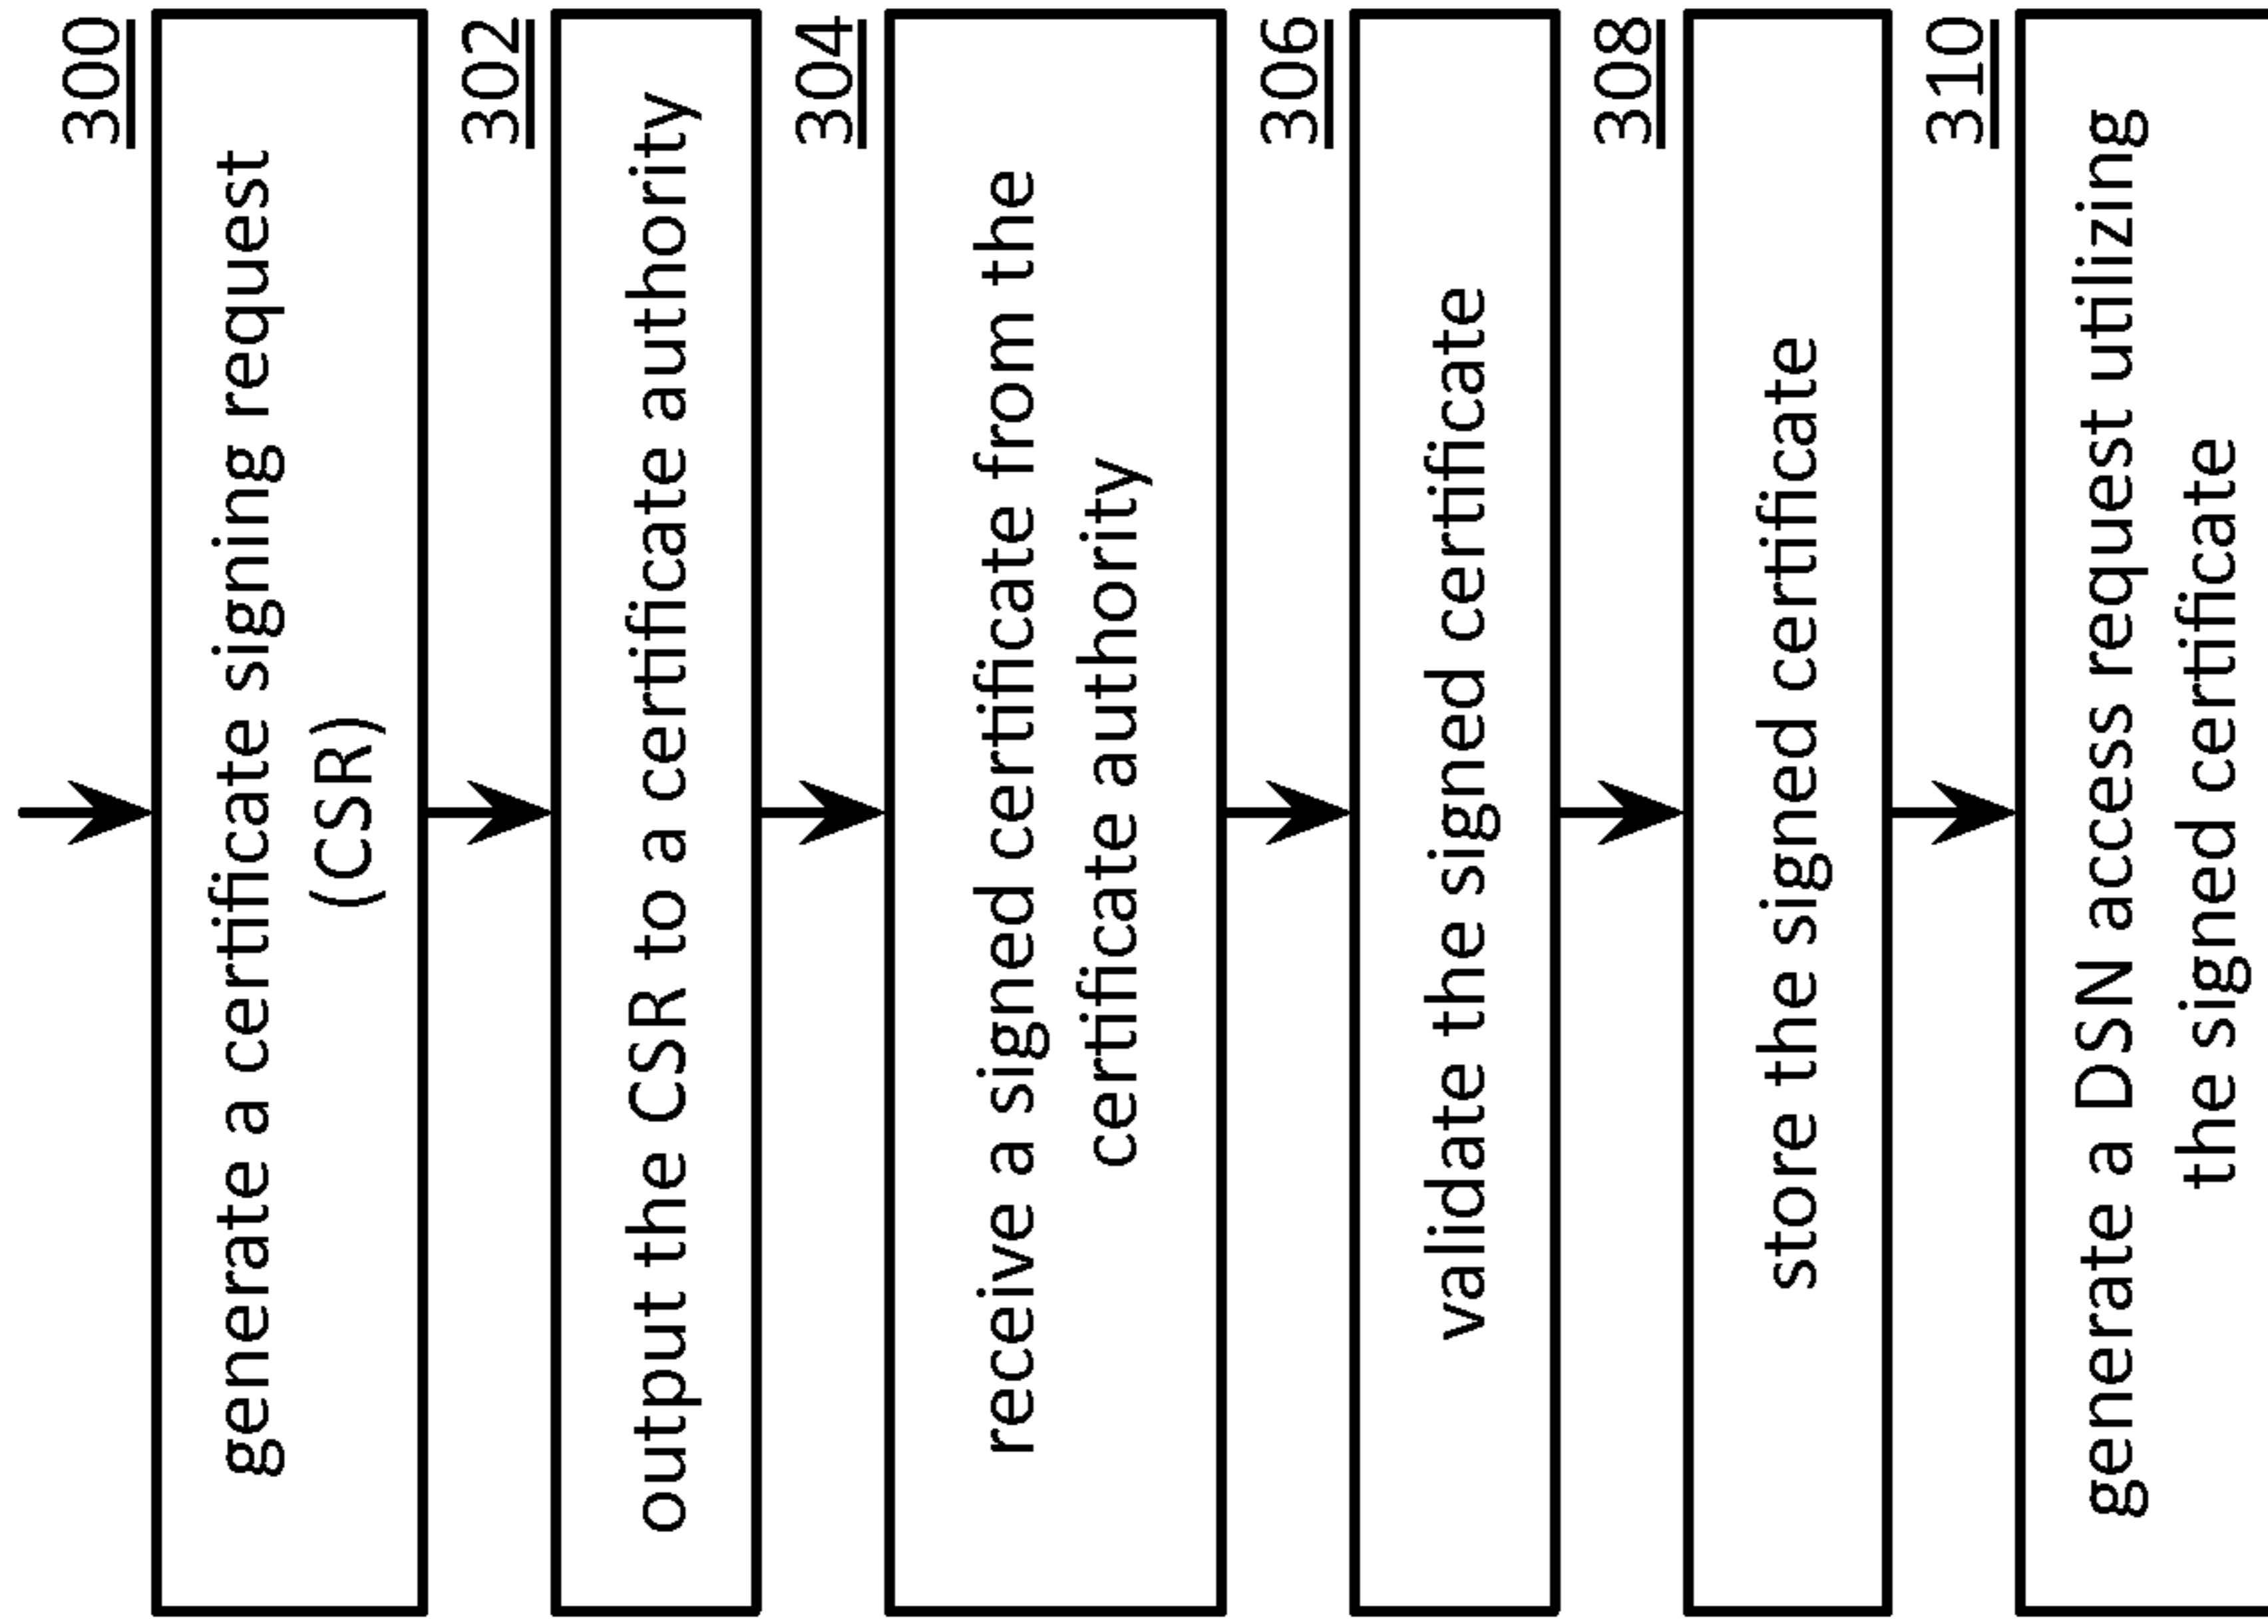 300
generate a certificate signing request
(CSR)
302
output the CSR to a certificate authority
304
receive a signed certificate from the
certificate authority
306
validate the signed certificate
308
store the signed certificate
310
generate a DSN access request utilizing
the signed certificate